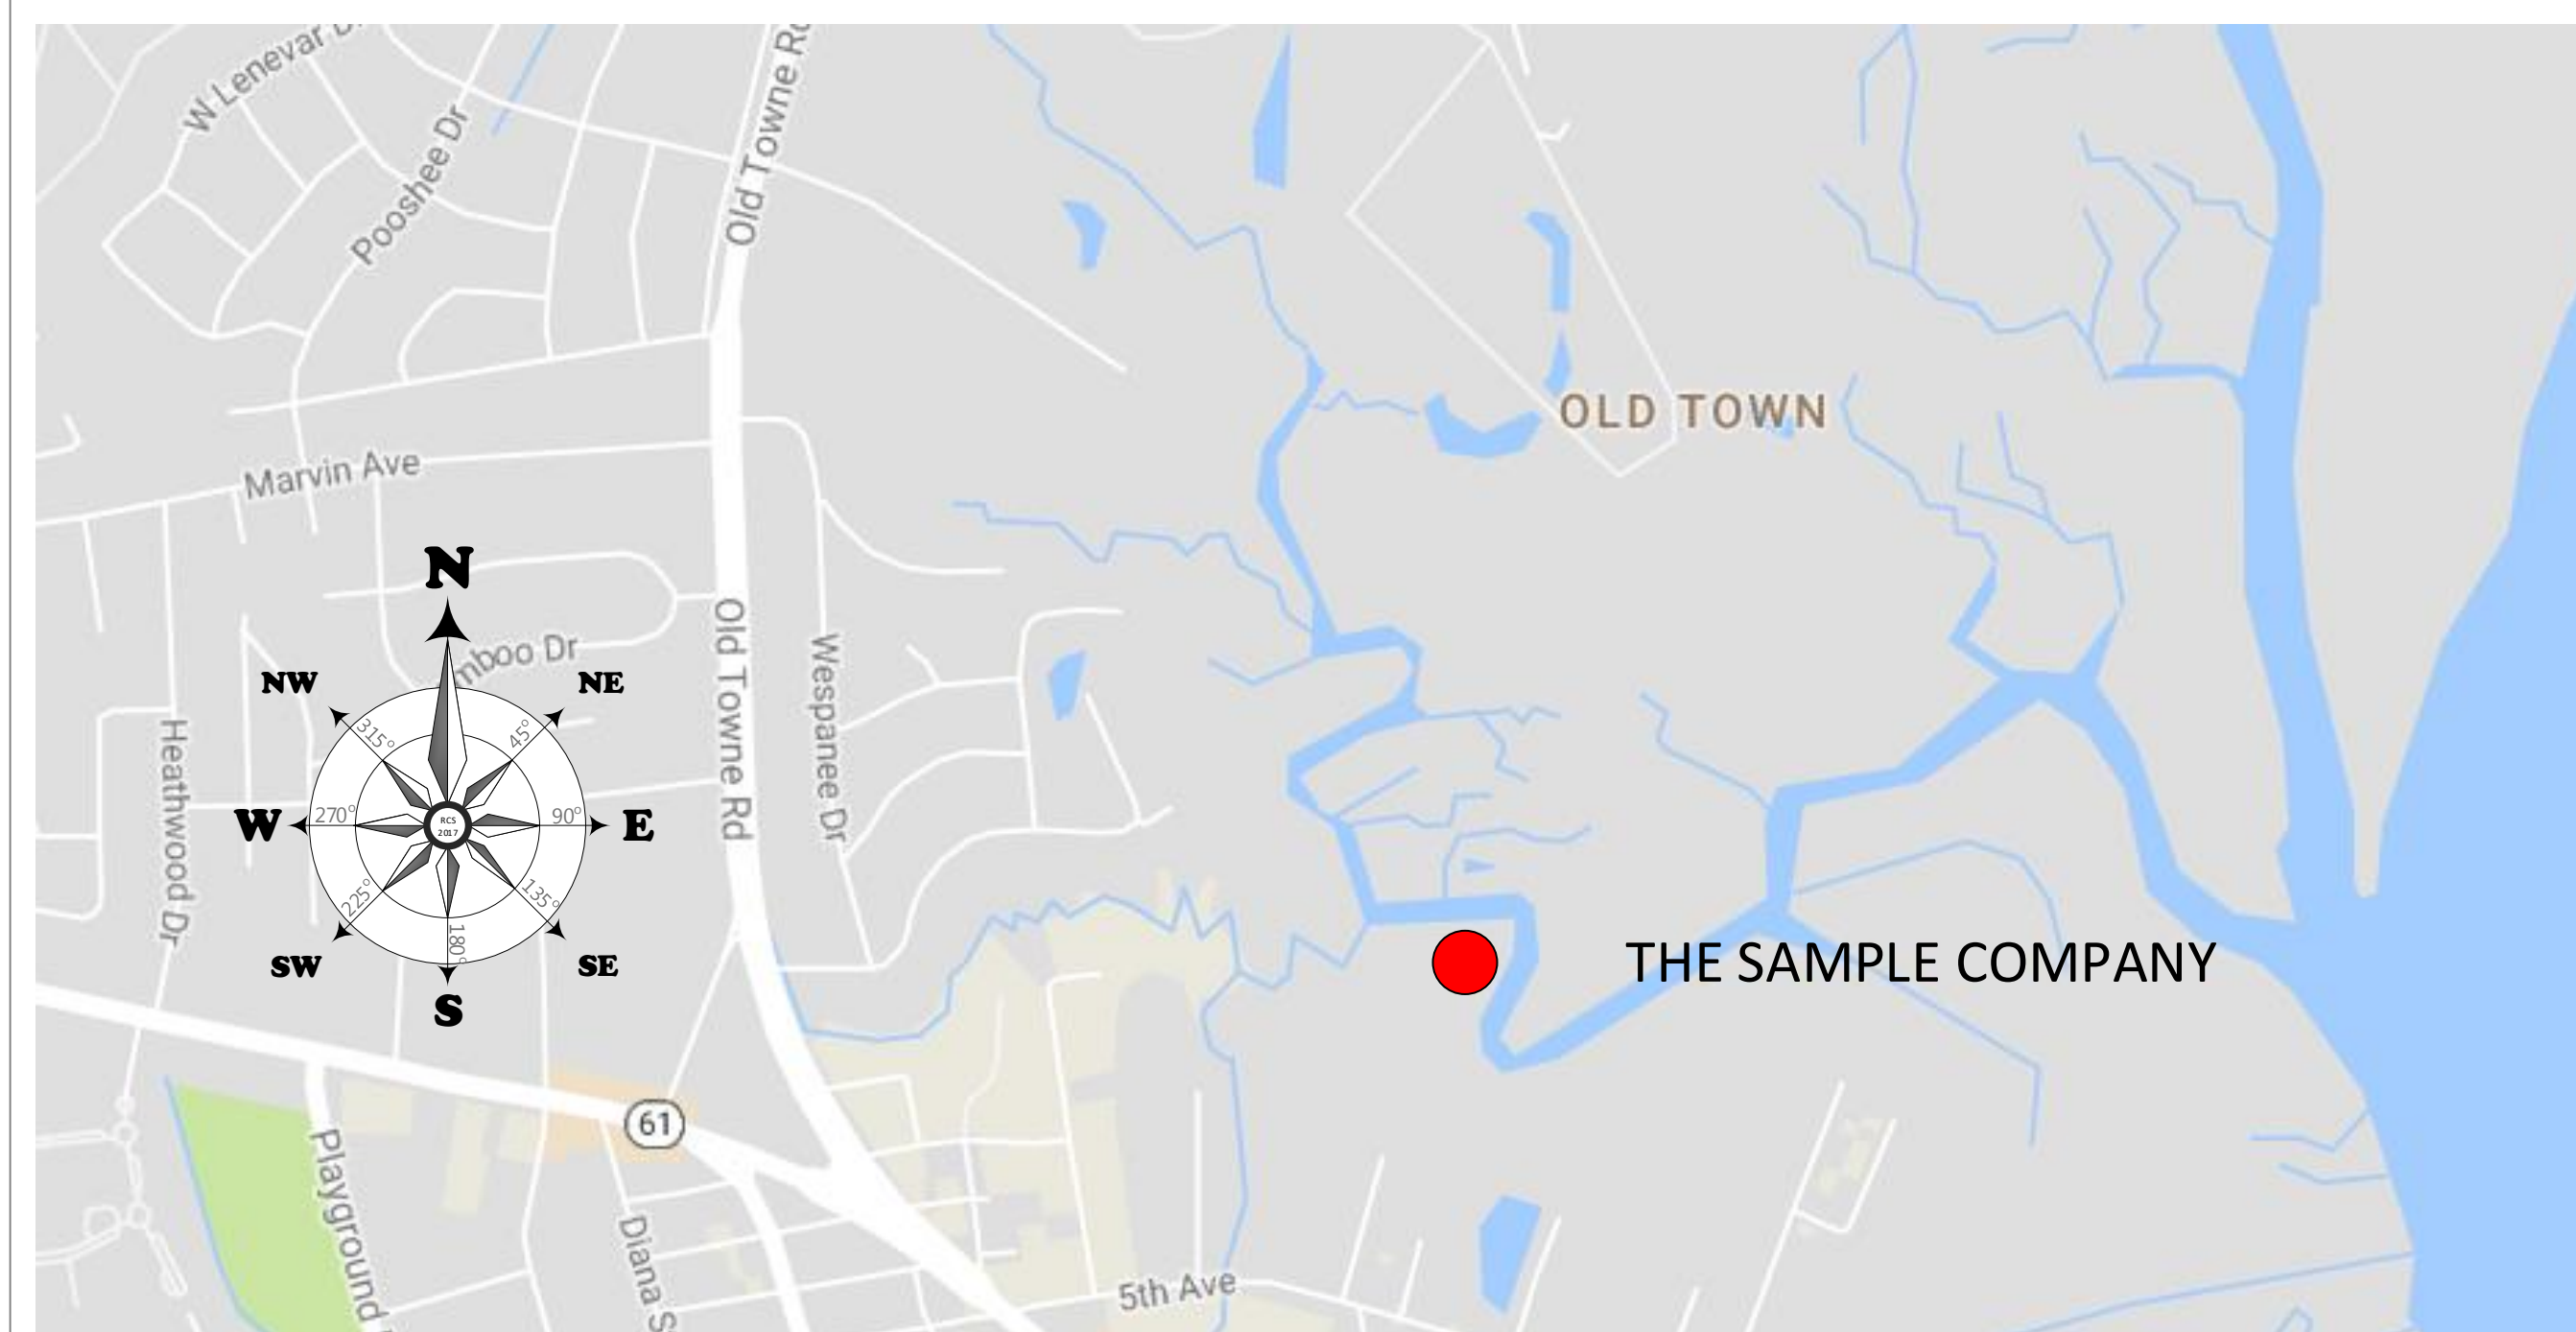 W Lenevar D
Pooshee Dr
Old Towne Rd
OLD TOWN
Marvin Ave
N
mboo Dr
NW
NE
315°
45°
Old Towne Rd
Wespanee Dr
Heathwood Dr
W
270°
RCS
2017
90°
E
225°
135°
180°
SW
SE
S
THE SAMPLE COMPANY
61
Playground
Diana S
5th Ave